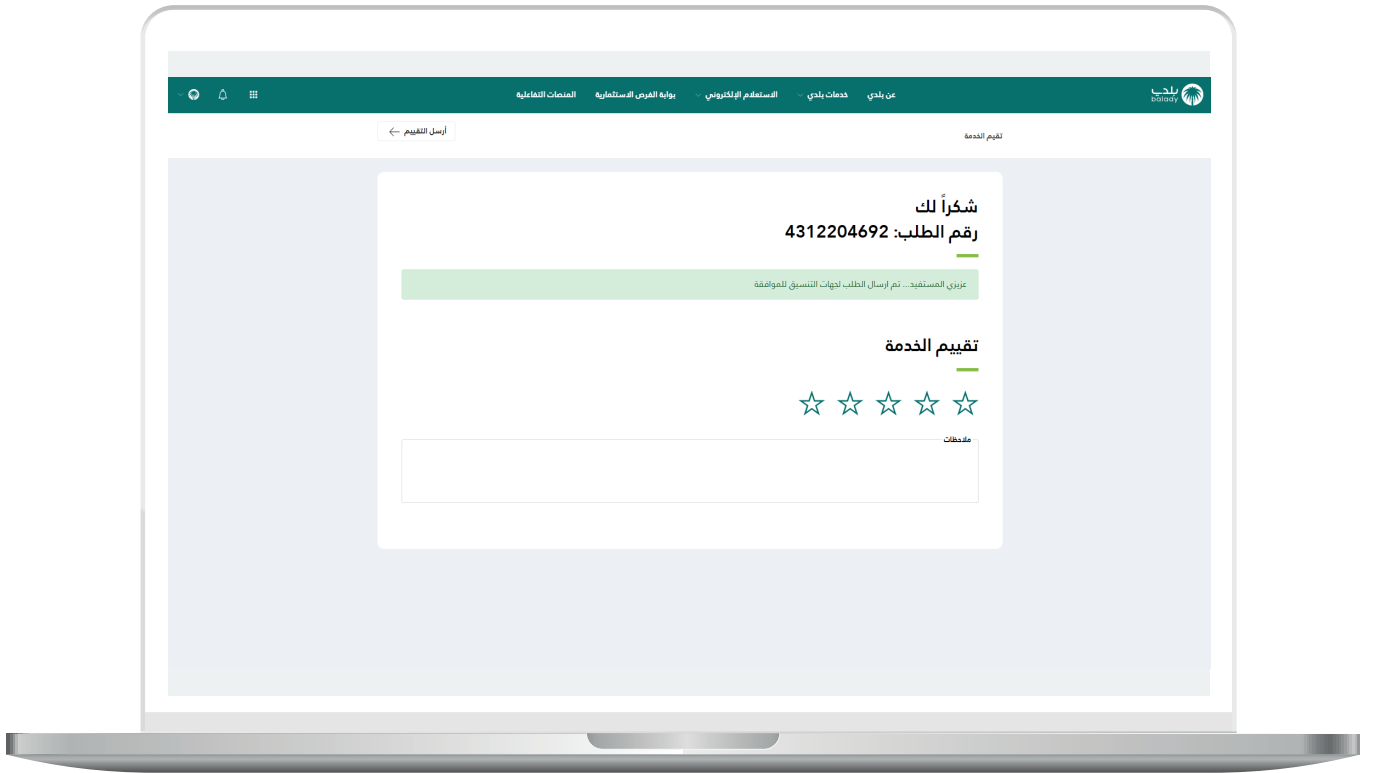 بلدي
balady
عن بلدي
خدمات بلدي
الاستعلام الإلكتروني
بوابة الفرص الاستثمارية
المنصات التفاعلية
تقيم الخدمة
أرسل التقييم
شكراً لك
رقم الطلب: 4312204692
عزيزي المستفيد... تم ارسال الطلب لجهات التنسيق للموافقة
تقييم الخدمة
ملاحظات